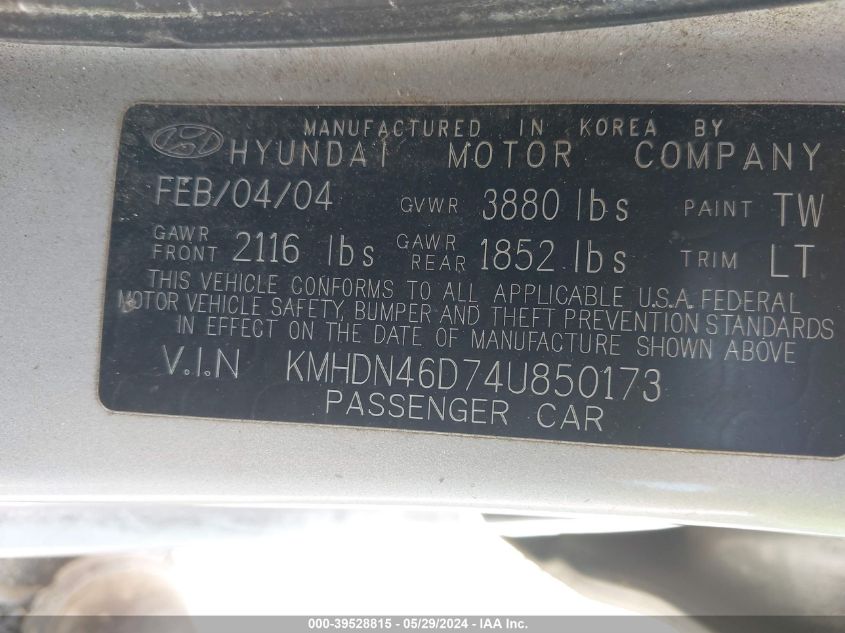 MANUFACTURED IN KOREA BY
HYUNDAI MOTOR COMPANY
FEB/04/04 GVWR 3880 lbs PAINT TW
GAWR FRONT 2116 lbs GAWR REAR 1852 lbs TRIM LT
THIS VEHICLE CONFORMS TO ALL APPLICABLE U.S.A. FEDERAL
MOTOR VEHICLE SAFETY, BUMPER AND THEFT PREVENTION STANDARDS
IN EFFECT ON THE DATE OF MANUFACTURE SHOWN ABOVE
V.I.N KMHDN46D74U850173
PASSENGER CAR
000-39528815 - 05/29/2024 - IAA Inc.